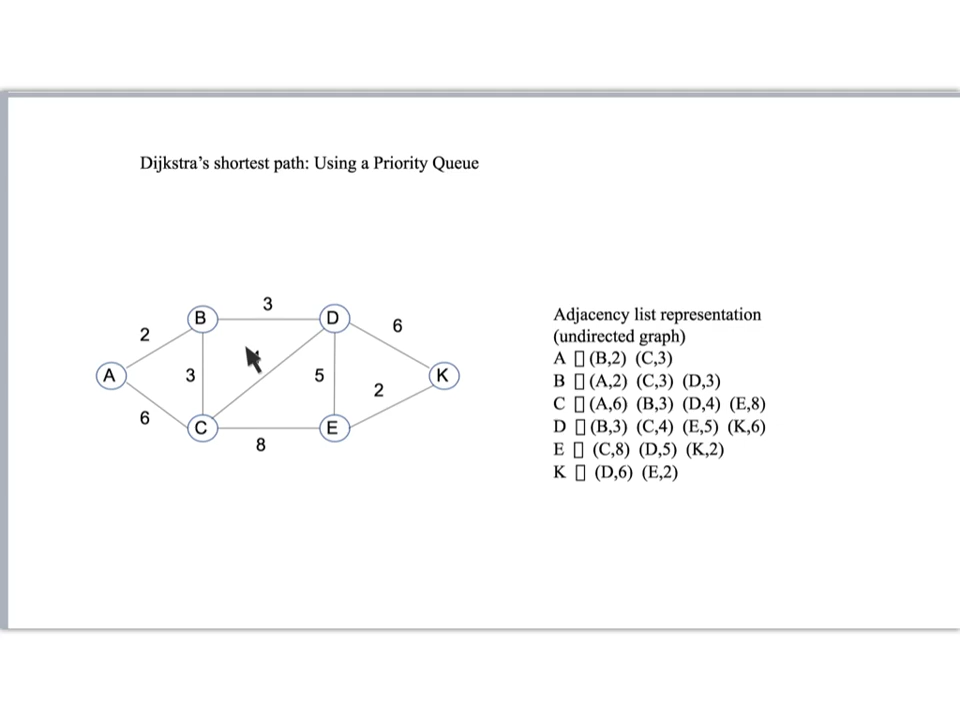 Dijkstra’s shortest path: Using a Priority Queue
3
B
D
6
2
A
3
5
K
2
6
C
E
8
Adjacency list representation
(undirected graph)
A ▯ (B,2) (C,3)
B ▯ (A,2) (C,3) (D,3)
C ▯ (A,6) (B,3) (D,4) (E,8)
D ▯ (B,3) (C,4) (E,5) (K,6)
E ▯ (C,8) (D,5) (K,2)
K ▯ (D,6) (E,2)